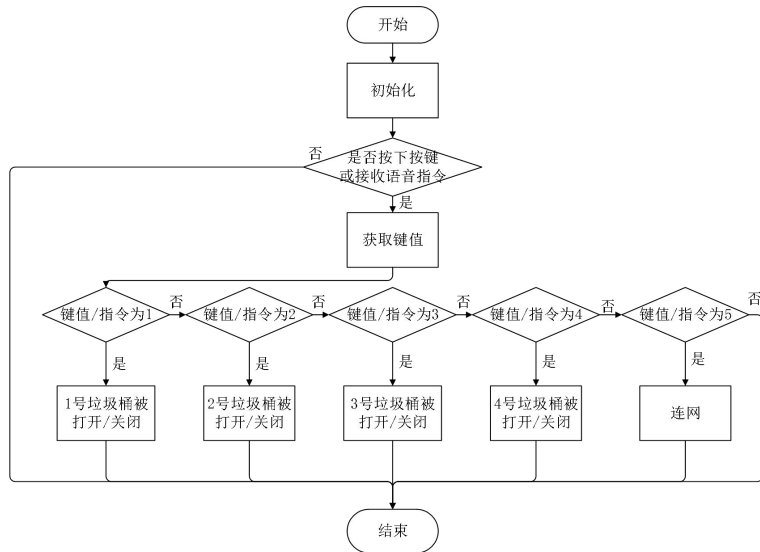 开始
初始化
否
是否按下按键
或接收语音指令
是
获取键值
键值/指令为1
否
键值/指令为2
否
键值/指令为3
否
键值/指令为4
否
键值/指令为5
否
是
是
是
是
是
1号垃圾桶被
打开/关闭
2号垃圾桶被
打开/关闭
3号垃圾桶被
打开/关闭
4号垃圾桶被
打开/关闭
连网
结束